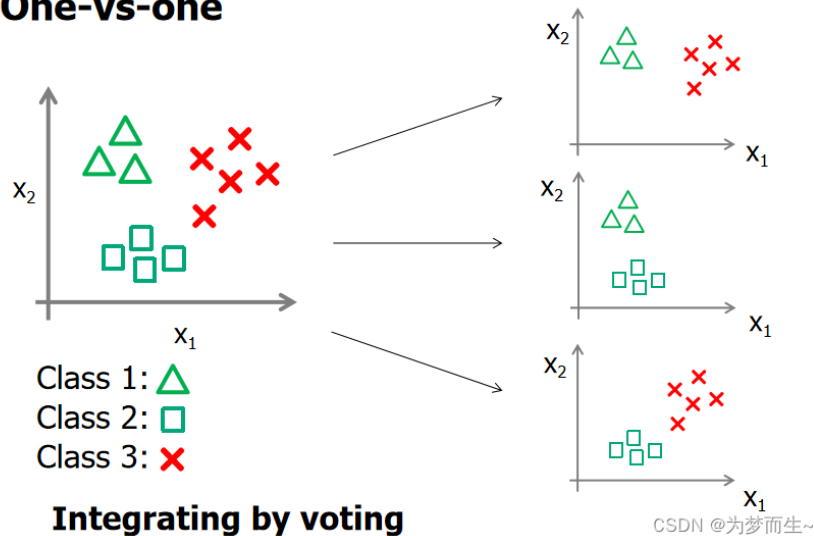 One-vs-one
x2
x1
Class 1:
Class 2:
Class 3:
Integrating by voting
x2
x1
x2
x1
x2
x1
CSDN @为梦而生~